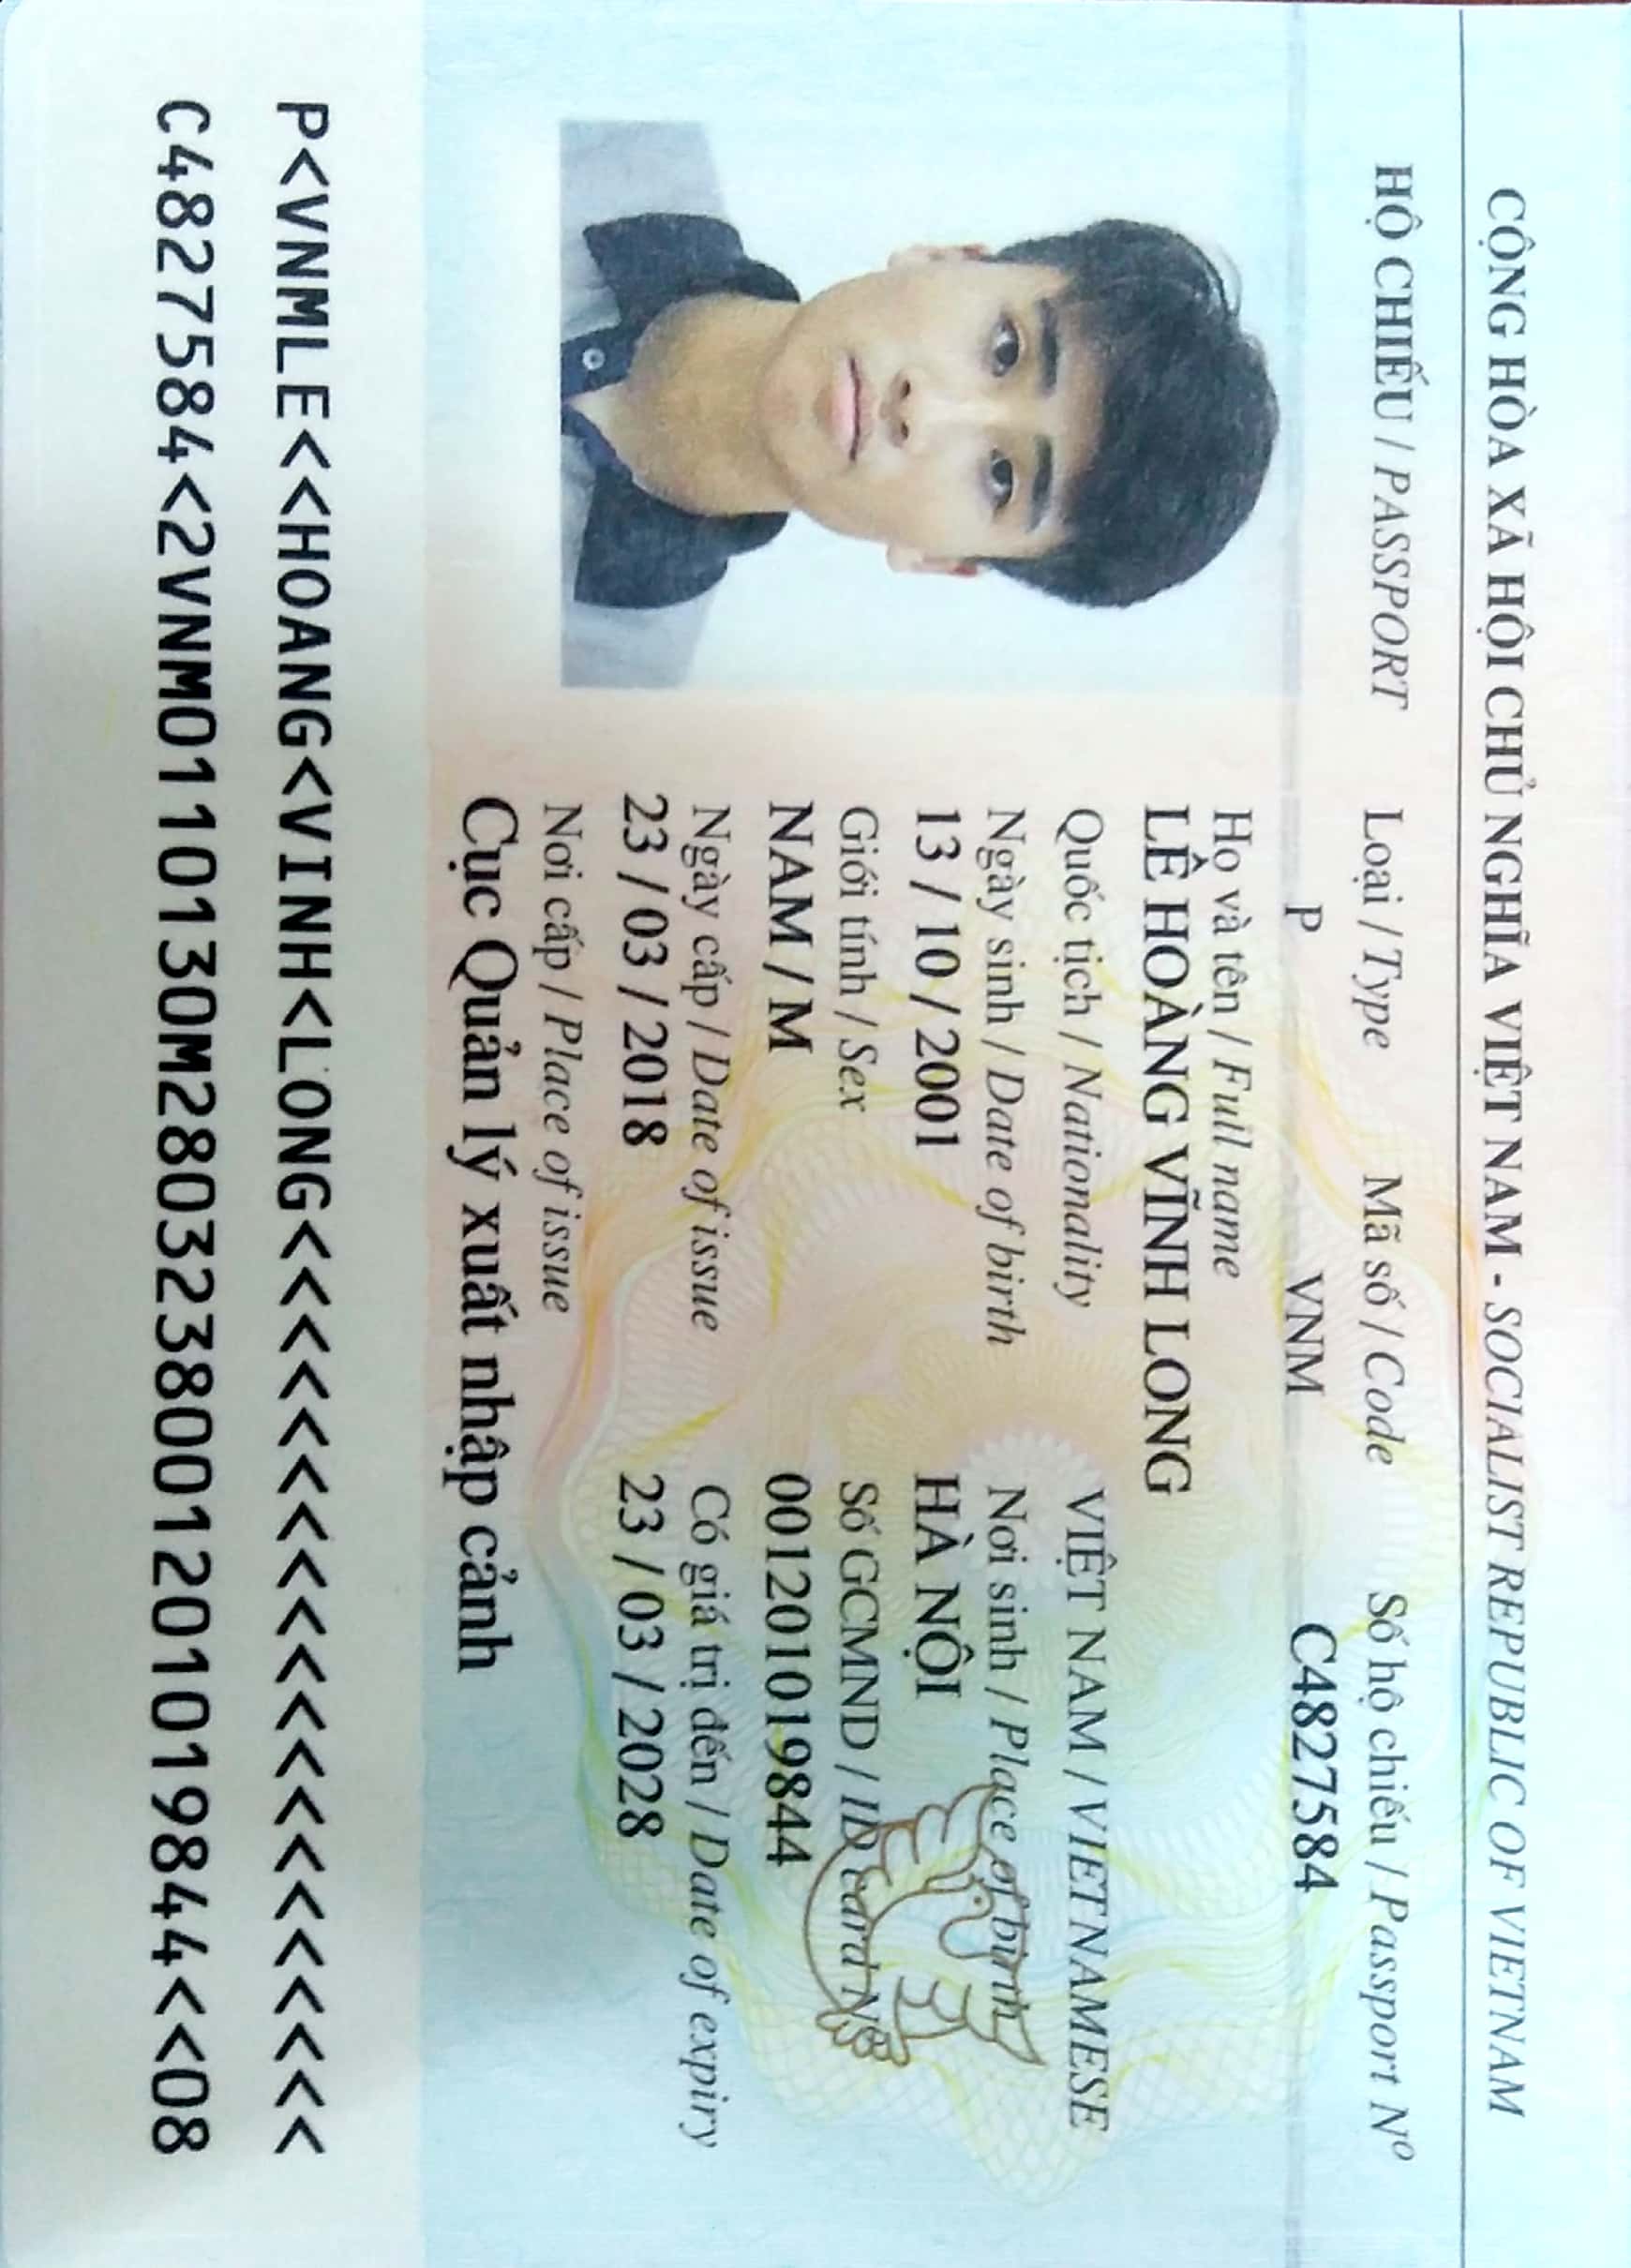 CỘNG HÒA XÃ HỘI CHỦ NGHĨA VIỆT NAM - SOCIALIST REPUBLIC OF VIETNAM
HỘ CHIẾU / PASSPORT Loại / Type Mã số / Code Số hộ chiếu / Passport Nº
P VNM C4827584
Họ và tên / Full name
LÊ HOÀNG VĨNH LONG
Quốc tịch / Nationality VIỆT NAM / VIETNAMESE
Ngày sinh / Date of birth Nơi sinh / Place of birth
13 / 10 / 2001 HÀ NỘI
Giới tính / Sex Số GCMND / ID card Nº
NAM / M 001201019844
Ngày cấp / Date of issue Có giá trị đến / Date of expiry
23 / 03 / 2018 23 / 03 / 2028
Nơi cấp / Place of issue
Cục Quản lý xuất nhập cảnh
P<VNMLE<<HOANG<VINH<LONG<<<<<<<<<<<<<<<<<<<<
C4827584<2VNM0110130M2803238001201019844<<08